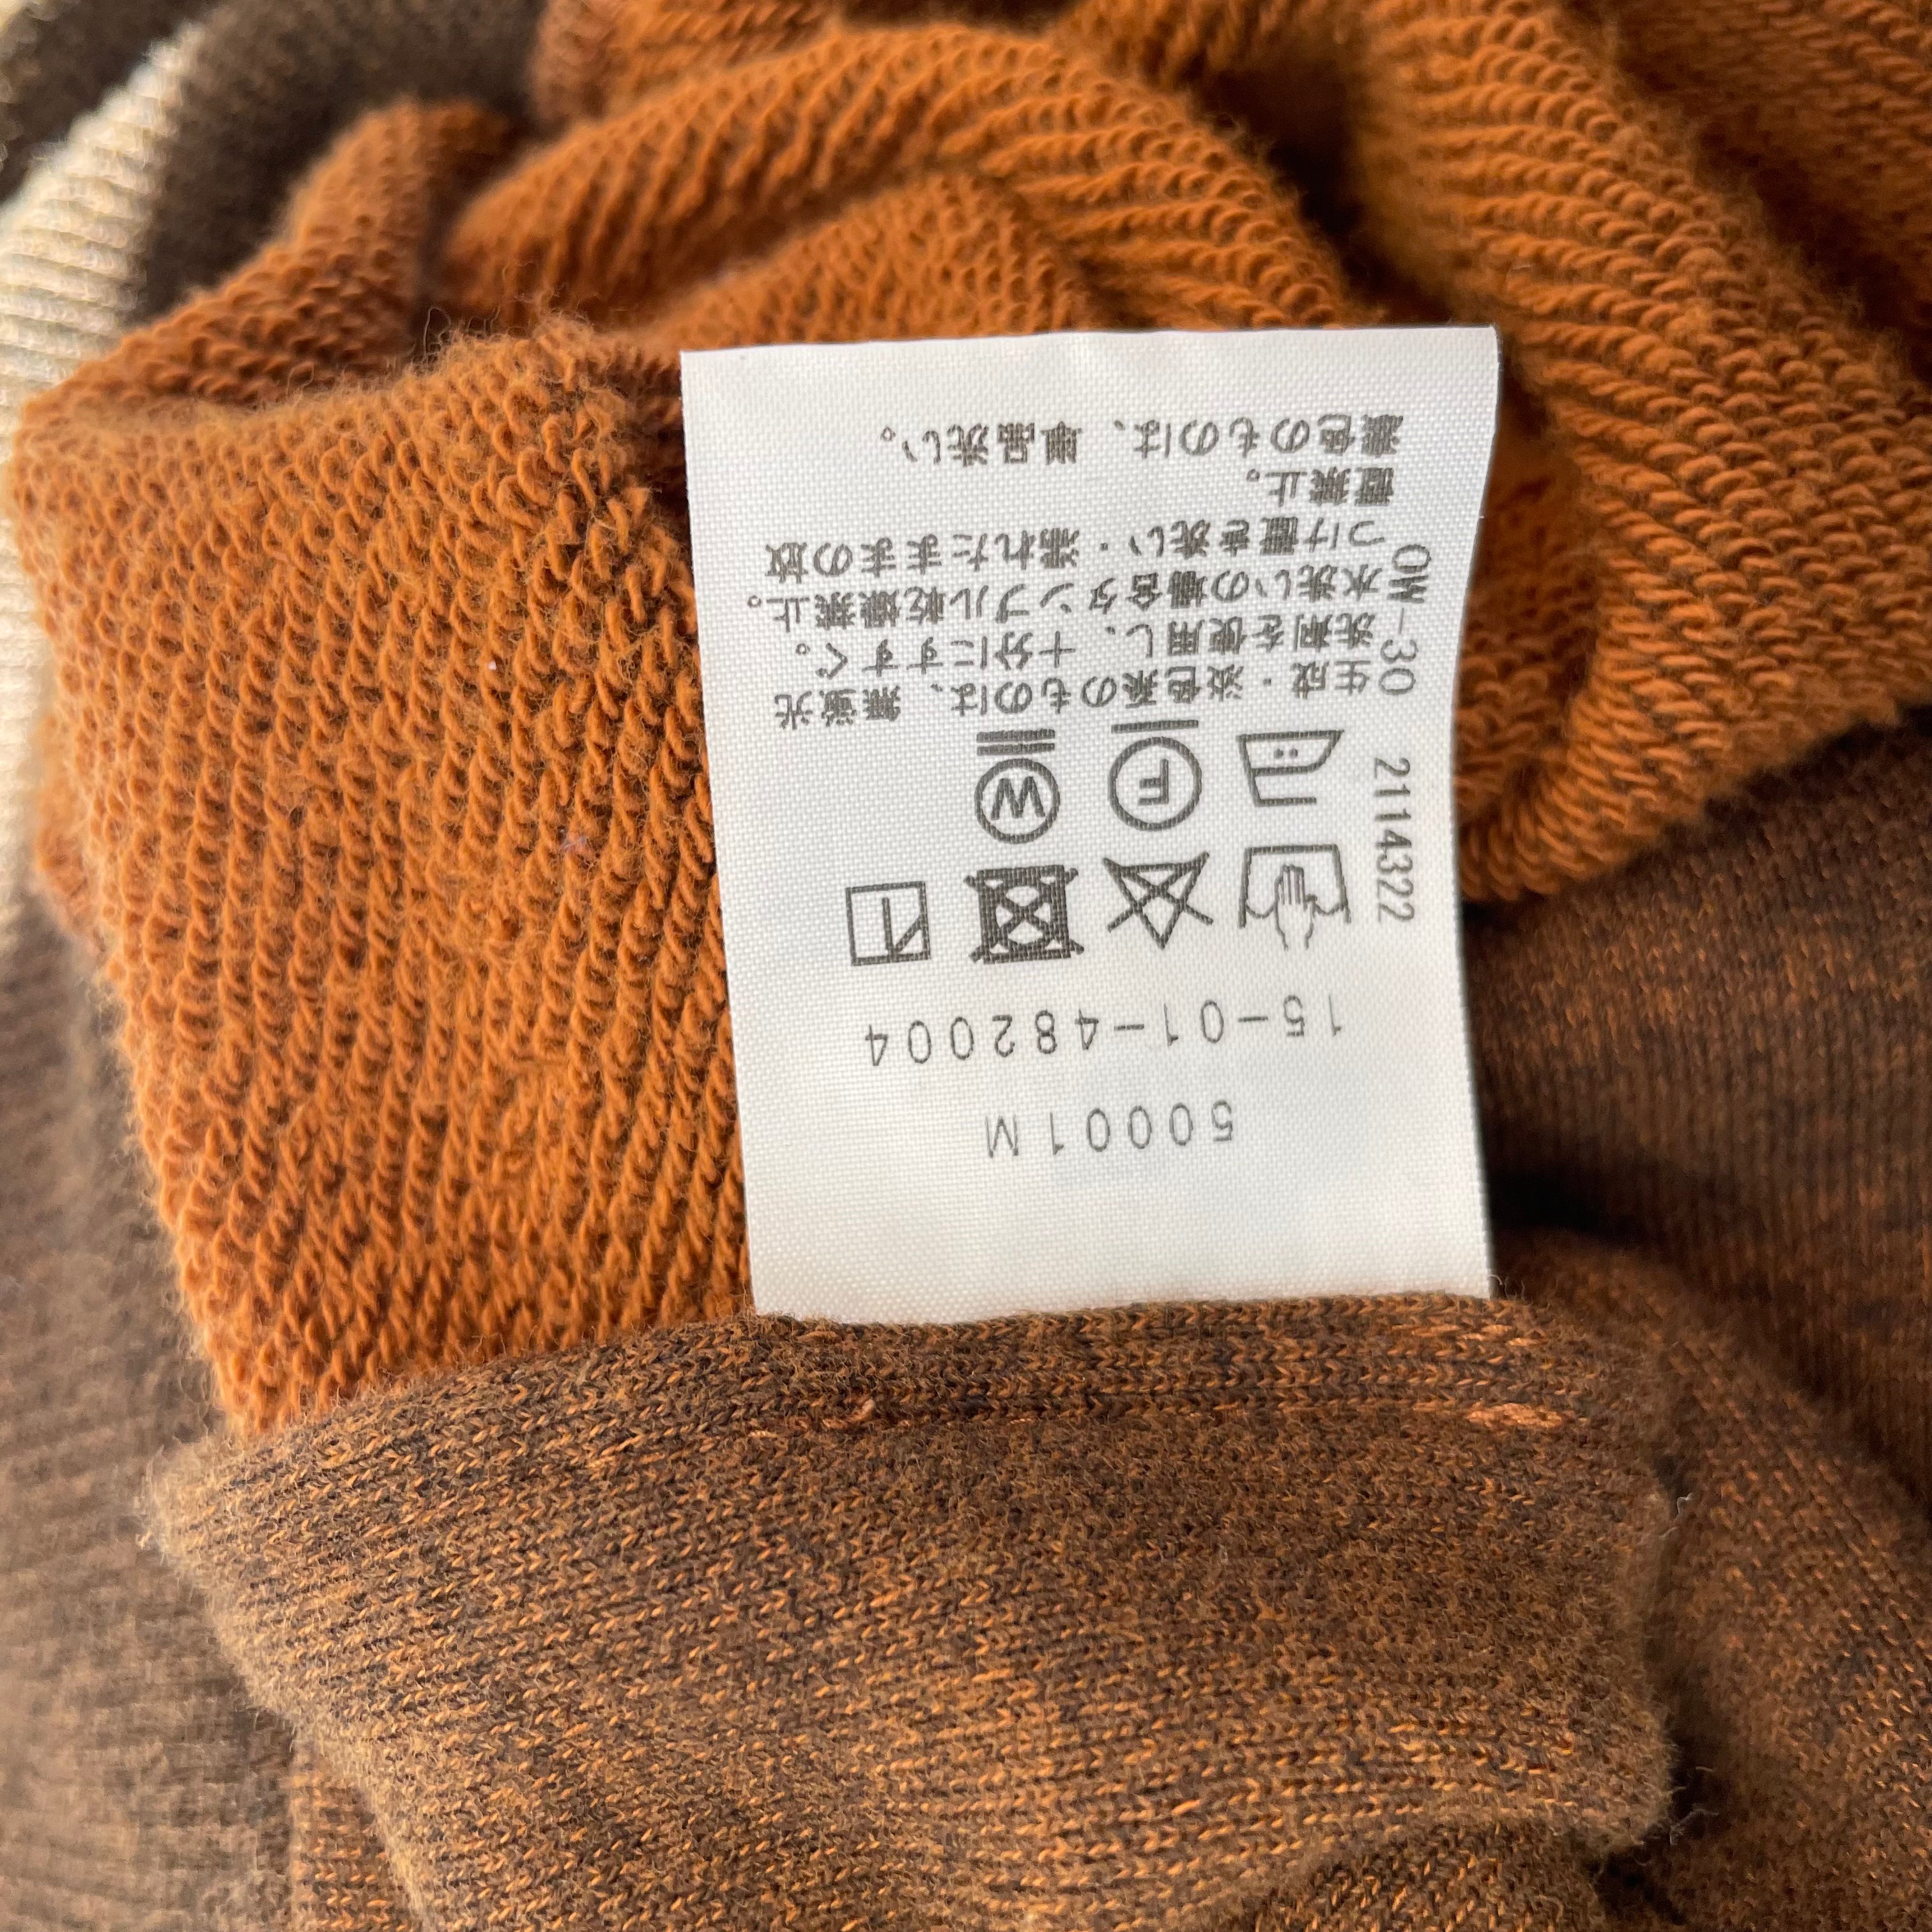 50001M
15-01-482004
F
W
生成・淡色系のものは、無蛍光
洗剤を使用し、十分にすすぐ。
水洗いの場合タンブル乾燥禁止。
つけ置き洗い・濡れたままの放
置禁止。
濃色のものは、単品洗い。
OW-30 2114322